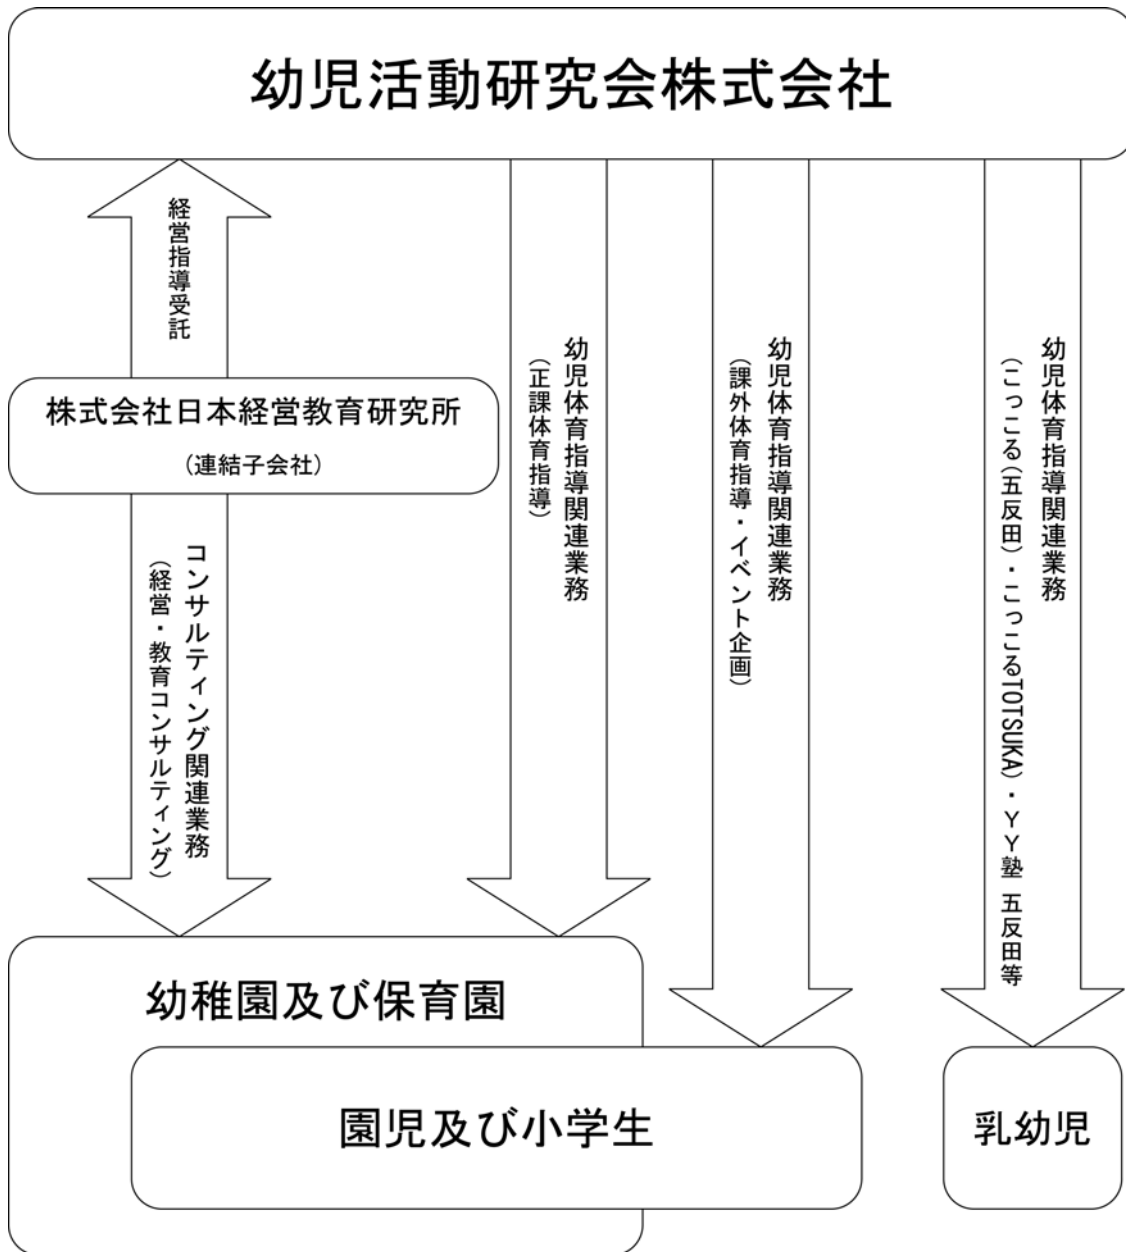 幼児活動研究会株式会社
経営指導受託
株式会社日本経営教育研究所
(連結子会社)
コンサルティング関連業務
(経営・教育コンサルティング)
幼児体育指導関連業務
(正課体育指導)
幼児体育指導関連業務
(課外体育指導・イベント企画)
幼児体育指導関連業務
(こっこる(五反田)・こっこるTOTSUKA)・YY塾 五反田等
幼稚園及び保育園
園児及び小学生
乳幼児